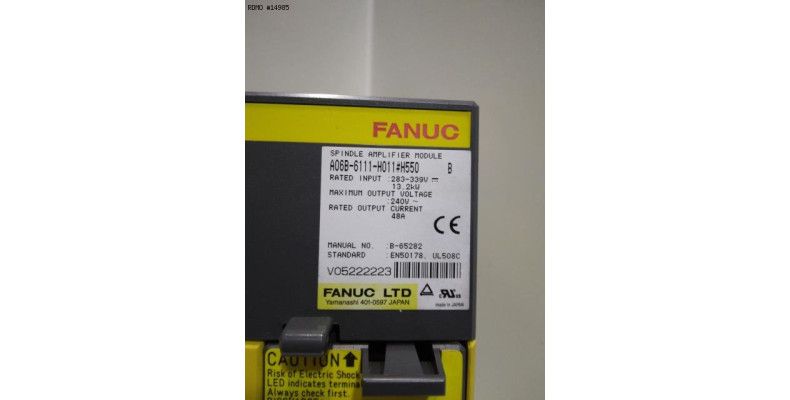 RDMO #14985
FANUC
SPINDLE AMPLIFIER MODULE
A06B-6111-H011#H550 B
RATED INPUT :283-339V ⎓
13.2kW
MAXIMUM OUTPUT VOLTAGE
:240V ~
RATED OUTPUT CURRENT
48A
CE
MANUAL NO. :B-65282
STANDARD :EN50178, UL508C
V05222223
FANUC LTD
Yamanashi 401-0597 JAPAN
made in JAPAN
CAUTION
Risk of Electric Shock
LED indicates termina
Always check first.